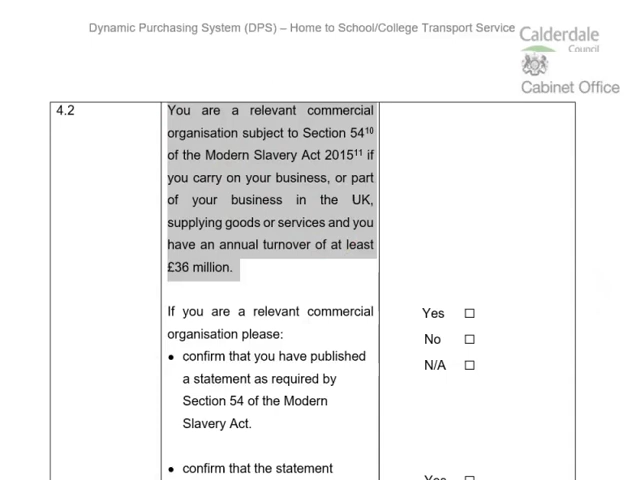 Dynamic Purchasing System (DPS) – Home to School/College Transport Service
Calderdale
Council
Cabinet Office
4.2
You are a relevant commercial
organisation subject to Section 54¹⁰
of the Modern Slavery Act 2015¹¹ if
you carry on your business, or part
of your business in the UK,
supplying goods or services and you
have an annual turnover of at least
£36 million.
If you are a relevant commercial
organisation please:
• confirm that you have published
a statement as required by
Section 54 of the Modern
Slavery Act.
• confirm that the statement
Yes ☐
No ☐
N/A ☐
Yes ☐